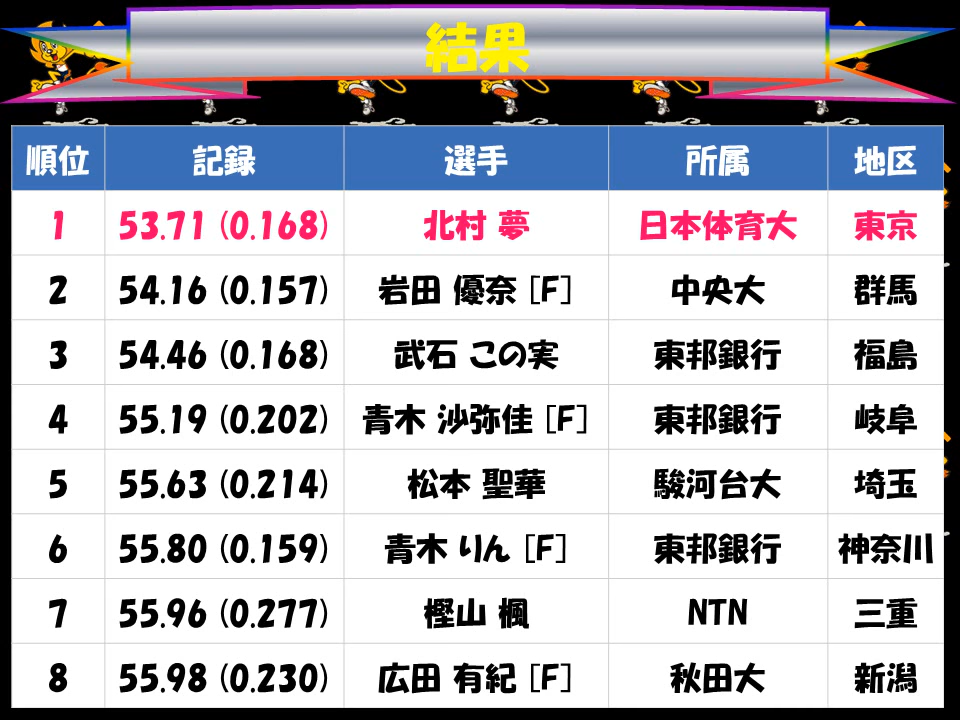 結果
順位 記録 選手 所属 地区
1 53.71 (0.168) 北村 夢 日本体育大 東京
2 54.16 (0.157) 岩田 優奈 [F] 中央大 群馬
3 54.46 (0.168) 武石 この実 東邦銀行 福島
4 55.19 (0.202) 青木 沙弥佳 [F] 東邦銀行 岐阜
5 55.63 (0.214) 松本 聖華 駿河台大 埼玉
6 55.80 (0.159) 青木 りん [F] 東邦銀行 神奈川
7 55.96 (0.277) 樫山 楓 NTN 三重
8 55.98 (0.230) 広田 有紀 [F] 秋田大 新潟